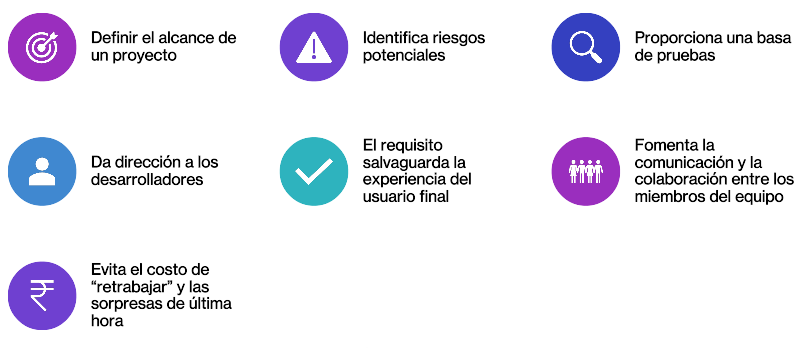 Definir el alcance de
un proyecto
Identifica riesgos
potenciales
Proporciona una basa
de pruebas
Da dirección a los
desarrolladores
El requisito
salvaguarda la
experiencia del
usuario final
Fomenta la
comunicación y la
colaboración entre los
miembros del equipo
Evita el costo de
“retrabajar” y las
sorpresas de última
hora